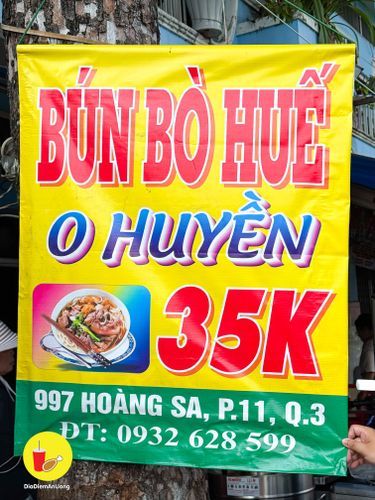 BÚN BÒ HUẾ
O HUYỀN
35K
997 HOÀNG SA, P.11, Q.3
ĐT: 0932 628 599
DiaDiemAnUong